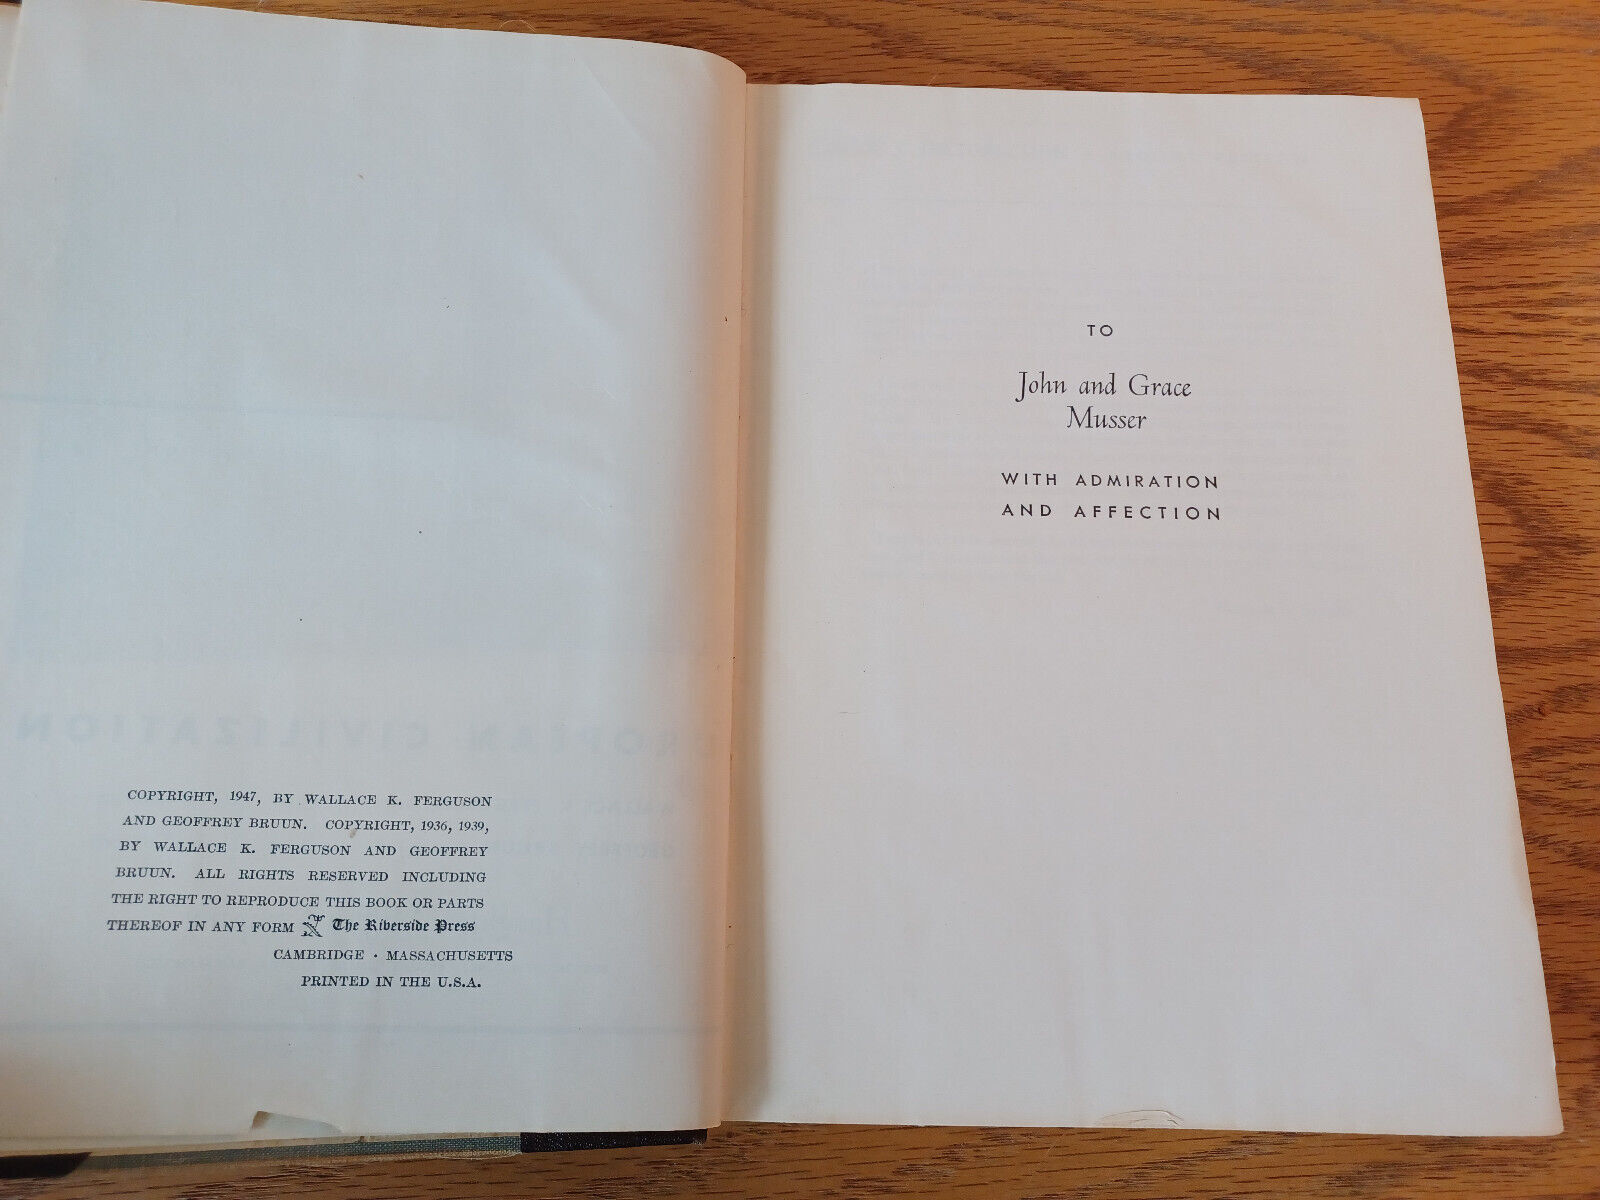 COPYRIGHT, 1947, BY WALLACE K. FERGUSON
AND GEOFFREY BRUUN. COPYRIGHT, 1936, 1939,
BY WALLACE K. FERGUSON AND GEOFFREY
BRUUN. ALL RIGHTS RESERVED INCLUDING
THE RIGHT TO REPRODUCE THIS BOOK OR PARTS
THEREOF IN ANY FORM The Riverside Press
CAMBRIDGE · MASSACHUSETTS
PRINTED IN THE U.S.A.
TO
John and Grace
Musser
WITH ADMIRATION
AND AFFECTION